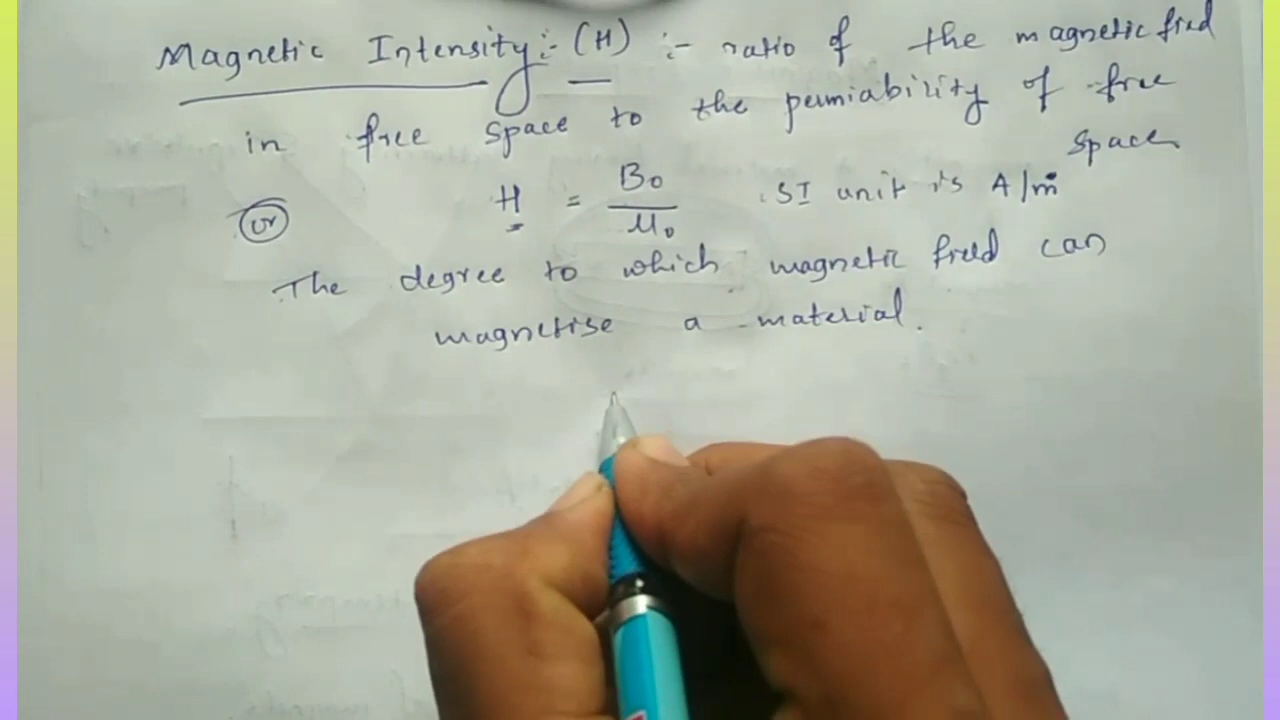 Magnetic Intensity:- (H) :- ratio of the magnetic field
in free space to the permiability of free
space
H = B₀/μ₀ . SI unit is A/m
(or)
The degree to which magnetic field can
magnetise a material.